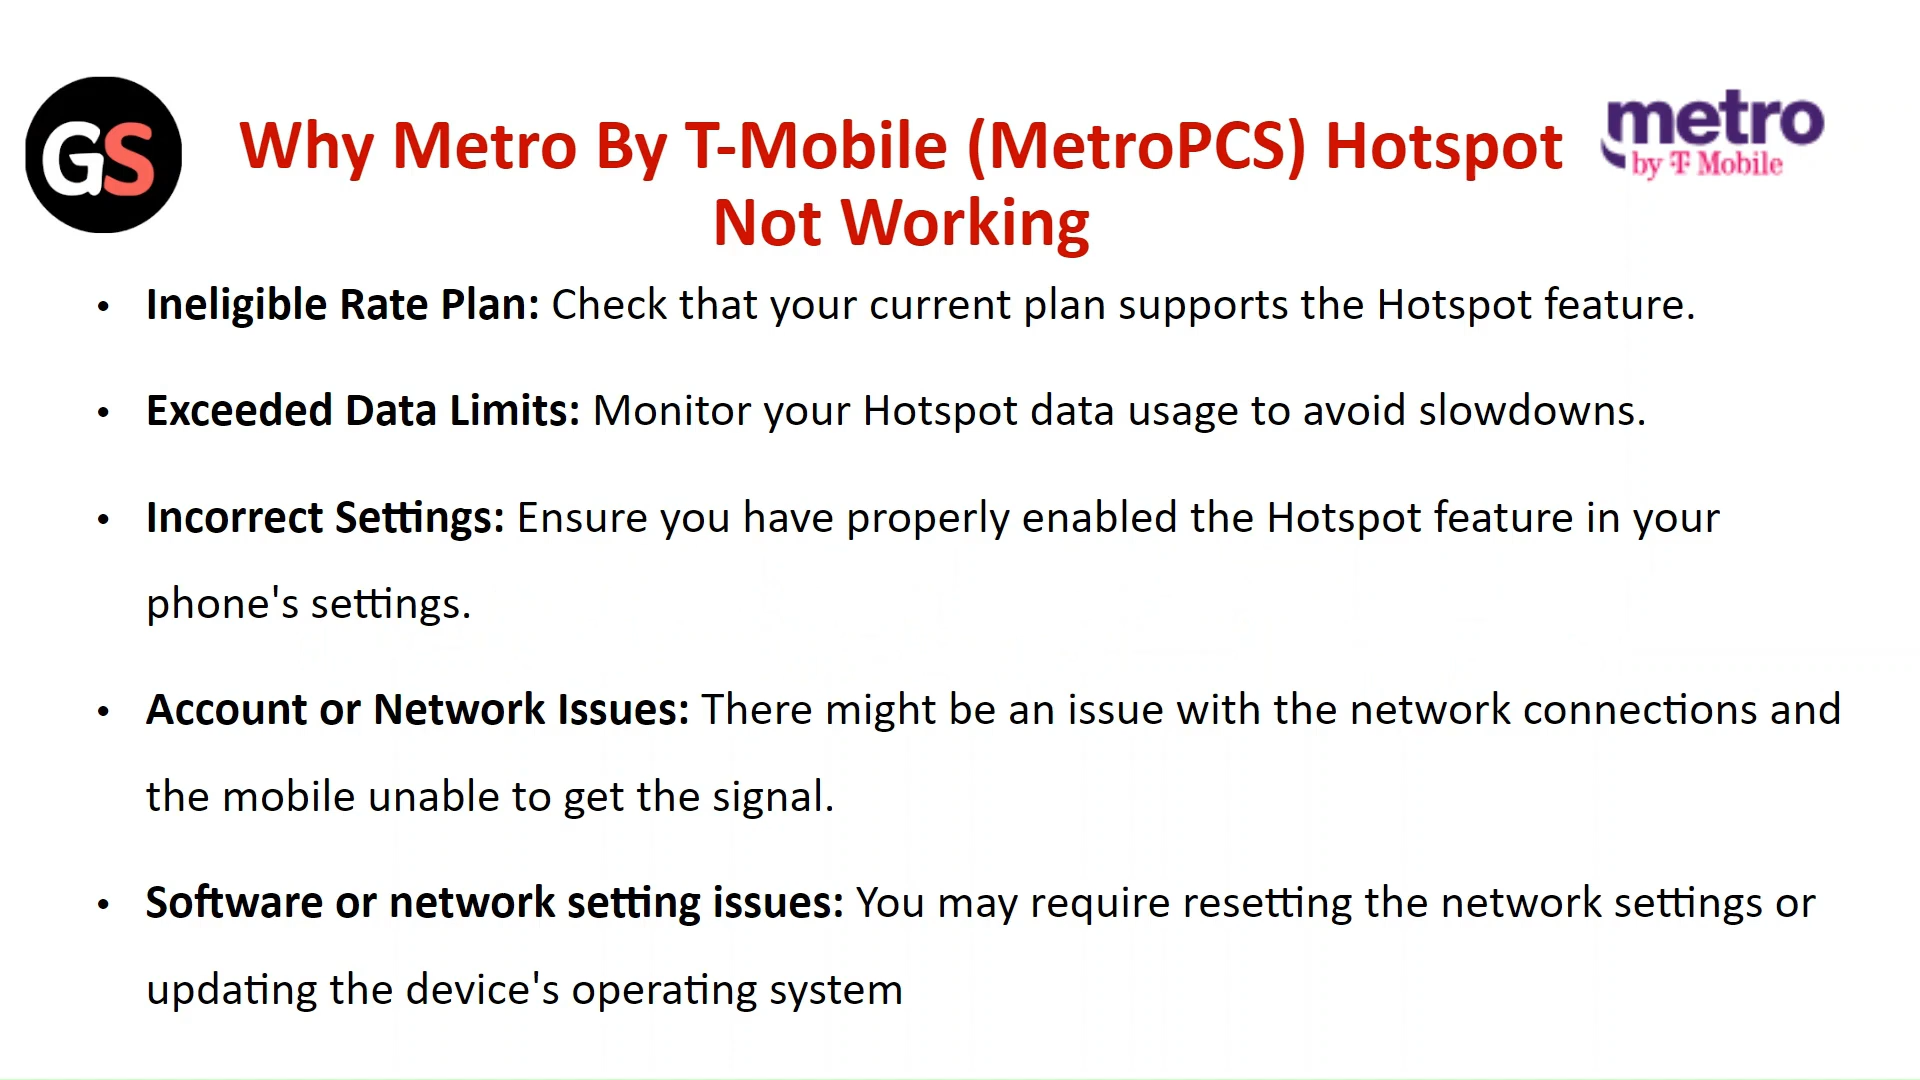 GS
Why Metro By T-Mobile (MetroPCS) Hotspot
Not Working
metro
by T Mobile
• Ineligible Rate Plan: Check that your current plan supports the Hotspot feature.
• Exceeded Data Limits: Monitor your Hotspot data usage to avoid slowdowns.
• Incorrect Settings: Ensure you have properly enabled the Hotspot feature in your
phone's settings.
• Account or Network Issues: There might be an issue with the network connections and
the mobile unable to get the signal.
• Software or network setting issues: You may require resetting the network settings or
updating the device's operating system